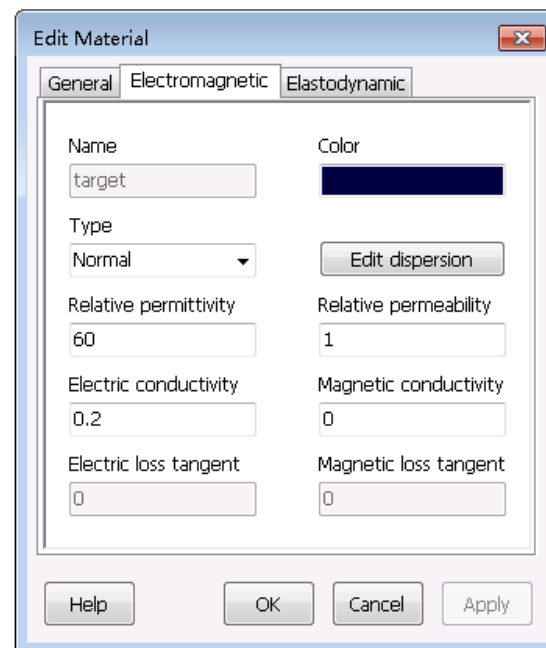 Edit Material
General Electromagnetic Elastodynamic
Name Color
target
Type
Normal Edit dispersion
Relative permittivity Relative permeability
60 1
Electric conductivity Magnetic conductivity
0.2 0
Electric loss tangent Magnetic loss tangent
0 0
Help OK Cancel Apply